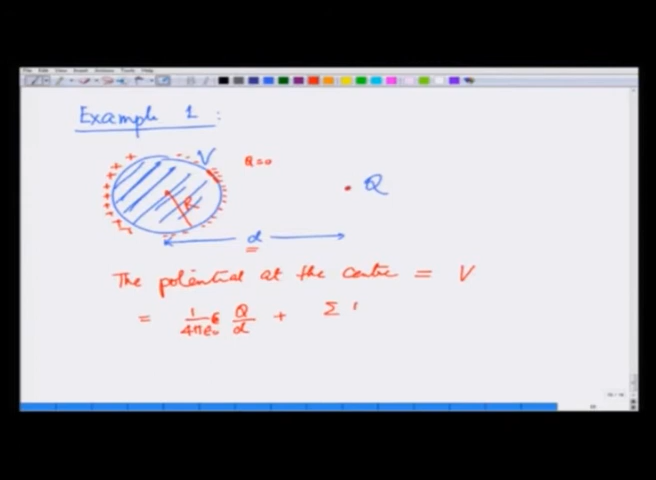 Example 1 :
V
Q=0
R
Q
d
The potential at the centre = V
= 1/4πε₀ Q/d + Σ